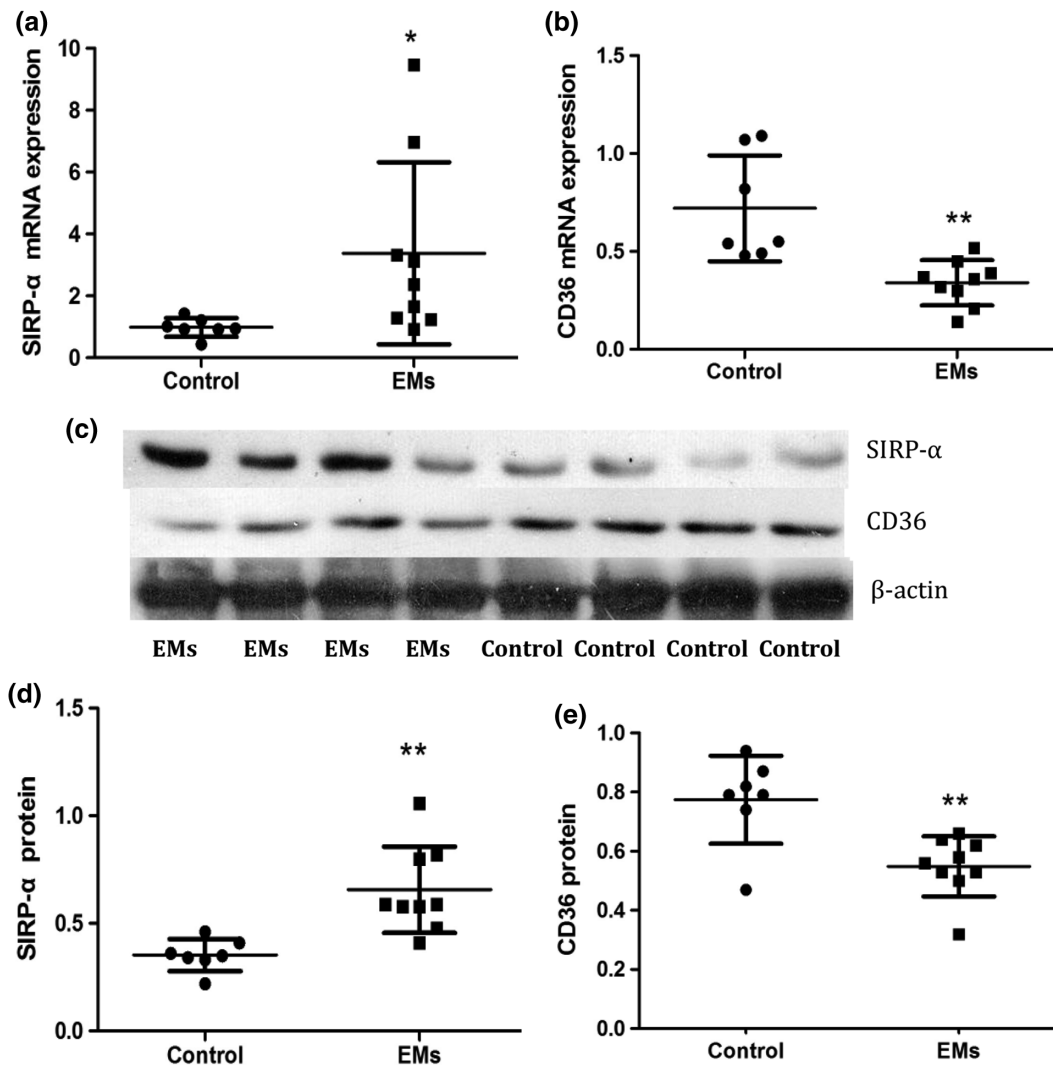 (a)
SIRP-α mRNA expression
10
8
6
4
2
0
*
Control
EMs
(b)
CD36 mRNA expression
1.5
1.0
0.5
0.0
**
Control
EMs
(c)
SIRP-α
CD36
β-actin
EMs EMs EMs EMs Control Control Control Control
(d)
SIRP-α protein
1.5
1.0
0.5
0.0
**
Control
EMs
(e)
CD36 protein
1.0
0.8
0.6
0.4
0.2
0.0
**
Control
EMs